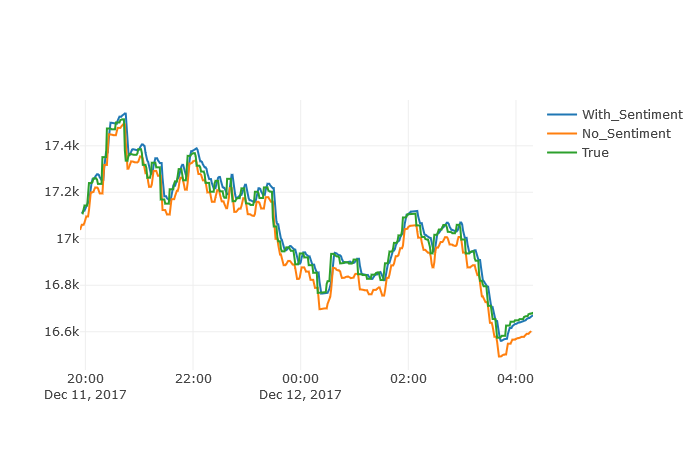 With_Sentiment
No_Sentiment
True
17.4k
17.2k
17k
16.8k
16.6k
20:00 22:00 00:00 02:00 04:00
Dec 11, 2017 Dec 12, 2017